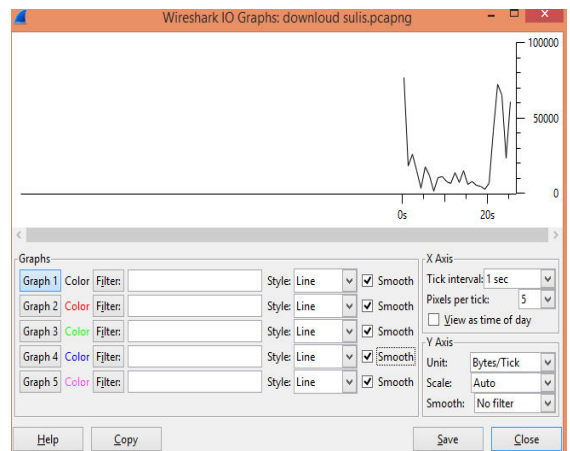 Wireshark IO Graphs: downloud sulis.pcapng
100000
50000
0
0s 20s
Graphs
Graph 1 Color Filter: Style: Line Smooth
Graph 2 Color Filter: Style: Line Smooth
Graph 3 Color Filter: Style: Line Smooth
Graph 4 Color Filter: Style: Line Smooth
Graph 5 Color Filter: Style: Line Smooth
X Axis
Tick interval: 1 sec
Pixels per tick: 5
View as time of day
Y Axis
Unit: Bytes/Tick
Scale: Auto
Smooth: No filter
Help Copy Save Close